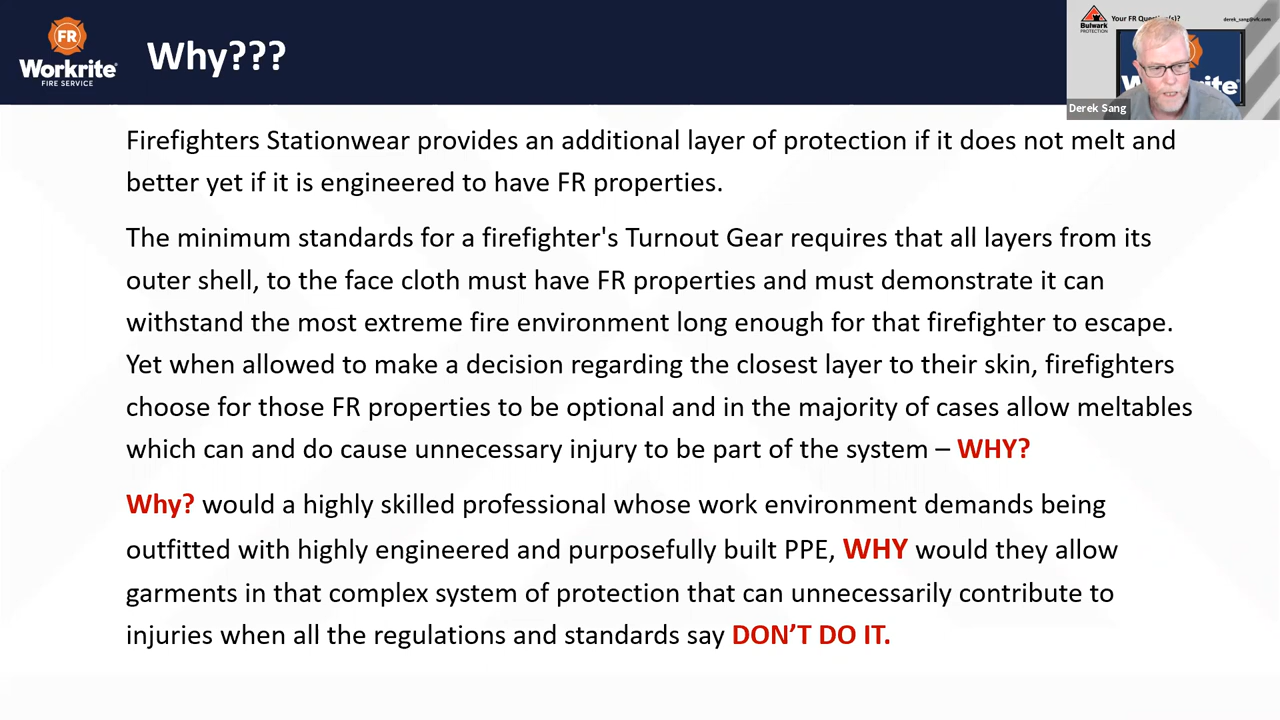 FR
Workrite®
FIRE SERVICE
Why???
Bulwark
PROTECTION
Your FR Question(s)?
derek_sang@vfc.com
Derek Sang
Firefighters Stationwear provides an additional layer of protection if it does not melt and
better yet if it is engineered to have FR properties.
The minimum standards for a firefighter's Turnout Gear requires that all layers from its
outer shell, to the face cloth must have FR properties and must demonstrate it can
withstand the most extreme fire environment long enough for that firefighter to escape.
Yet when allowed to make a decision regarding the closest layer to their skin, firefighters
choose for those FR properties to be optional and in the majority of cases allow meltables
which can and do cause unnecessary injury to be part of the system – WHY?
Why? would a highly skilled professional whose work environment demands being
outfitted with highly engineered and purposefully built PPE, WHY would they allow
garments in that complex system of protection that can unnecessarily contribute to
injuries when all the regulations and standards say DON'T DO IT.